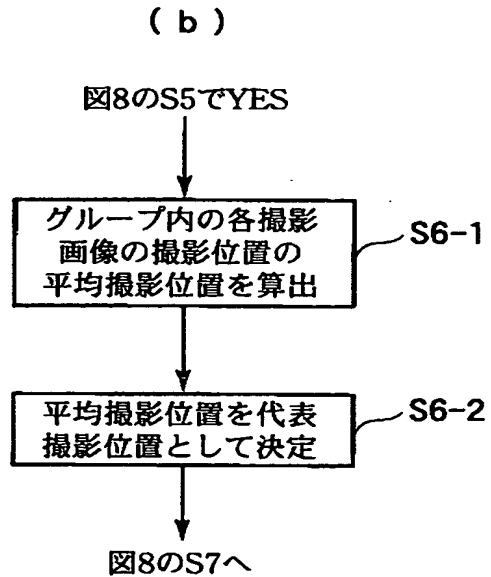 ( b )
図8のS5でYES
グループ内の各撮影
画像の撮影位置の
平均撮影位置を算出
S6-1
平均撮影位置を代表
撮影位置として決定
S6-2
図8のS7へ